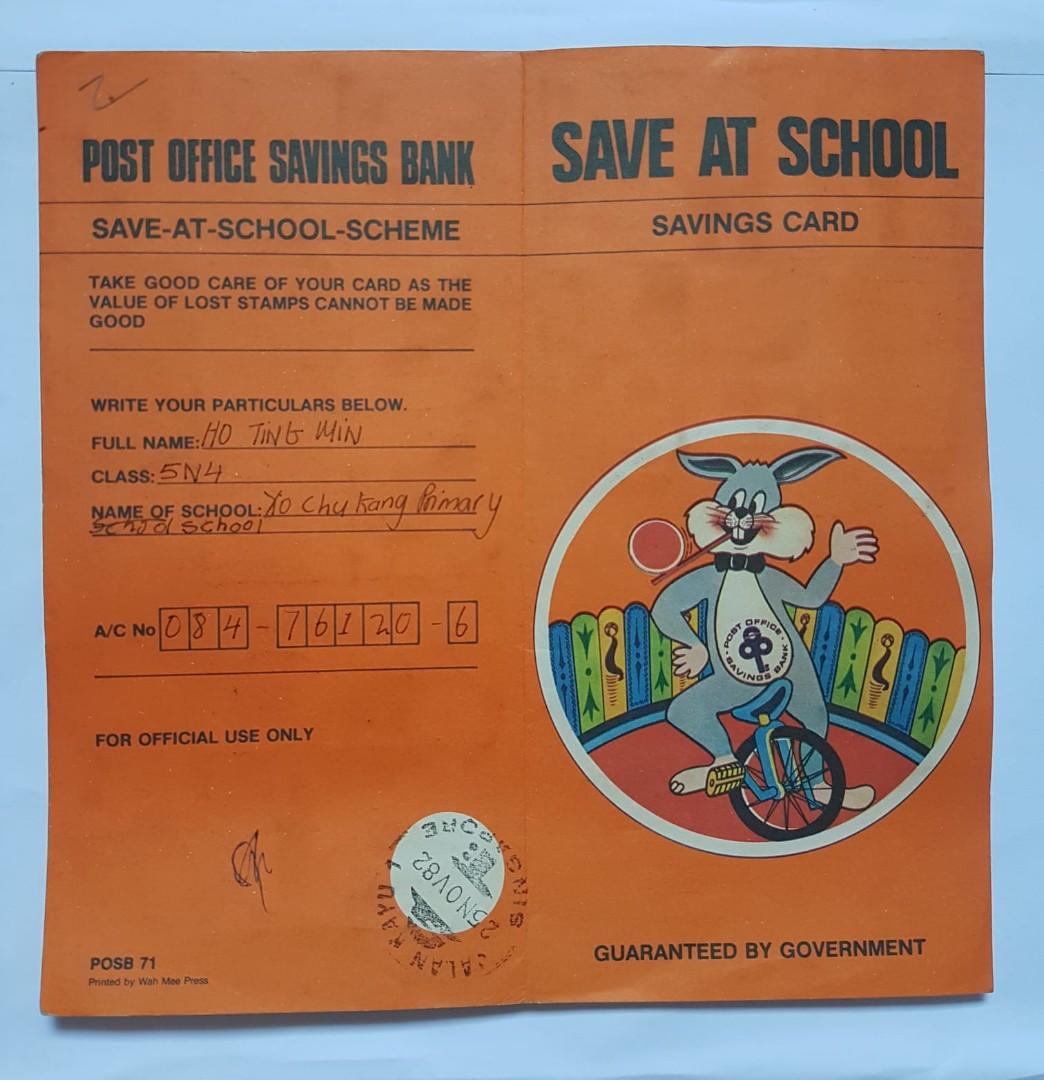 POST OFFICE SAVINGS BANK
SAVE-AT-SCHOOL-SCHEME
TAKE GOOD CARE OF YOUR CARD AS THE
VALUE OF LOST STAMPS CANNOT BE MADE
GOOD
WRITE YOUR PARTICULARS BELOW.
FULL NAME: HO TING MIN
CLASS: 5N4
NAME OF SCHOOL: Yo Chu Kang Primary
school school
A/C No 084-76120-6
FOR OFFICIAL USE ONLY
JALAN KAYU
SINGAPORE
5NOV82
POSB 71
Printed by Wah Mee Press
SAVE AT SCHOOL
SAVINGS CARD
POST OFFICE
SAVINGS BANK
GUARANTEED BY GOVERNMENT